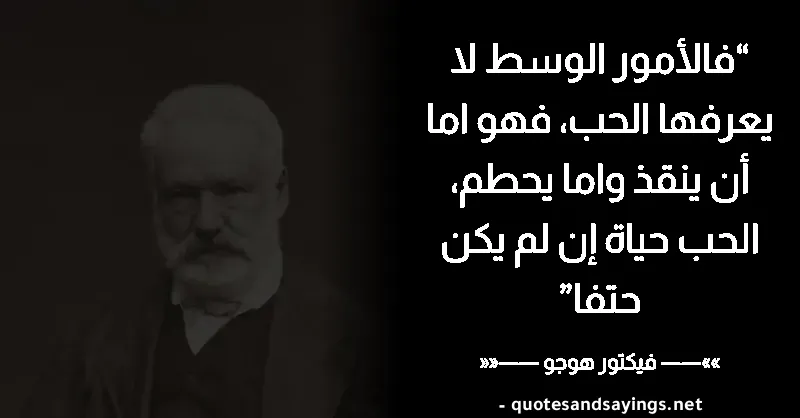 “فالأمور الوسط لا
يعرفها الحب، فهو اما
أن ينقذ واما يحطم،
الحب حياة إن لم يكن
حتفا”
»»—— فيكتور هوجو ——««
- quotesandsayings.net